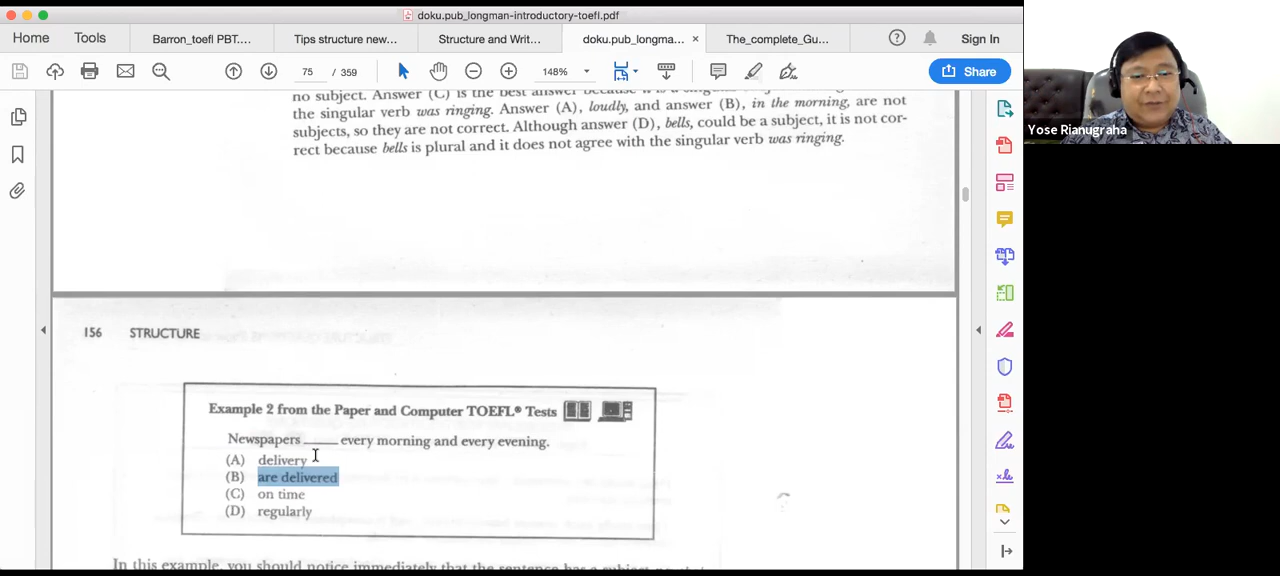 doku.pub_longman-introductory-toefl.pdf
Home
Tools
Barron_toefl PBT....
Tips structure new...
Structure and Writ...
doku.pub_longma...
The_complete_Gu...
Sign In
75 / 359
148%
Share
no subject. Answer (C) is the best answer because it is a
the singular verb was ringing. Answer (A), loudly, and answer (B), in the morning, are not
subjects, so they are not correct. Although answer (D), bells, could be a subject, it is not cor-
rect because bells is plural and it does not agree with the singular verb was ringing.
156 STRUCTURE
Example 2 from the Paper and Computer TOEFL® Tests
Newspapers _____ every morning and every evening.
(A) delivery
(B) are delivered
(C) on time
(D) regularly
In this example, you should notice immediately that the sentence has a subject
Yose Rianugraha